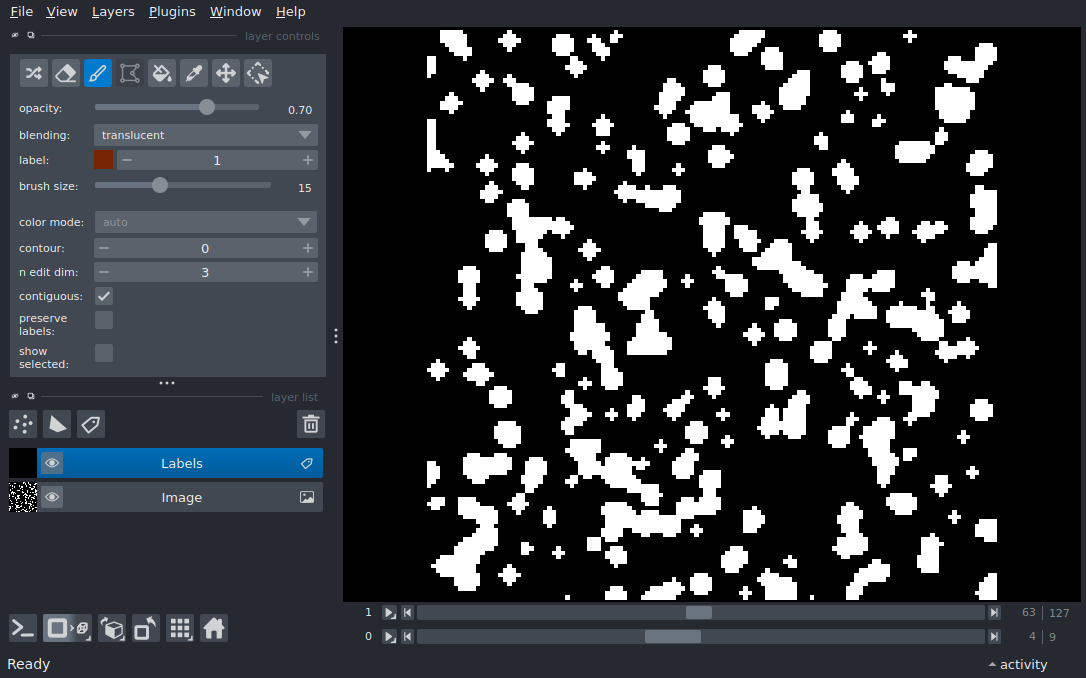 File View Layers Plugins Window Help
layer controls
opacity: 0.70
blending: translucent
label: 1
brush size: 15
color mode: auto
contour: 0
n edit dim: 3
contiguous:
preserve
labels:
show
selected:
layer list
Labels
Image
1 63 127
0 4 9
Ready activity